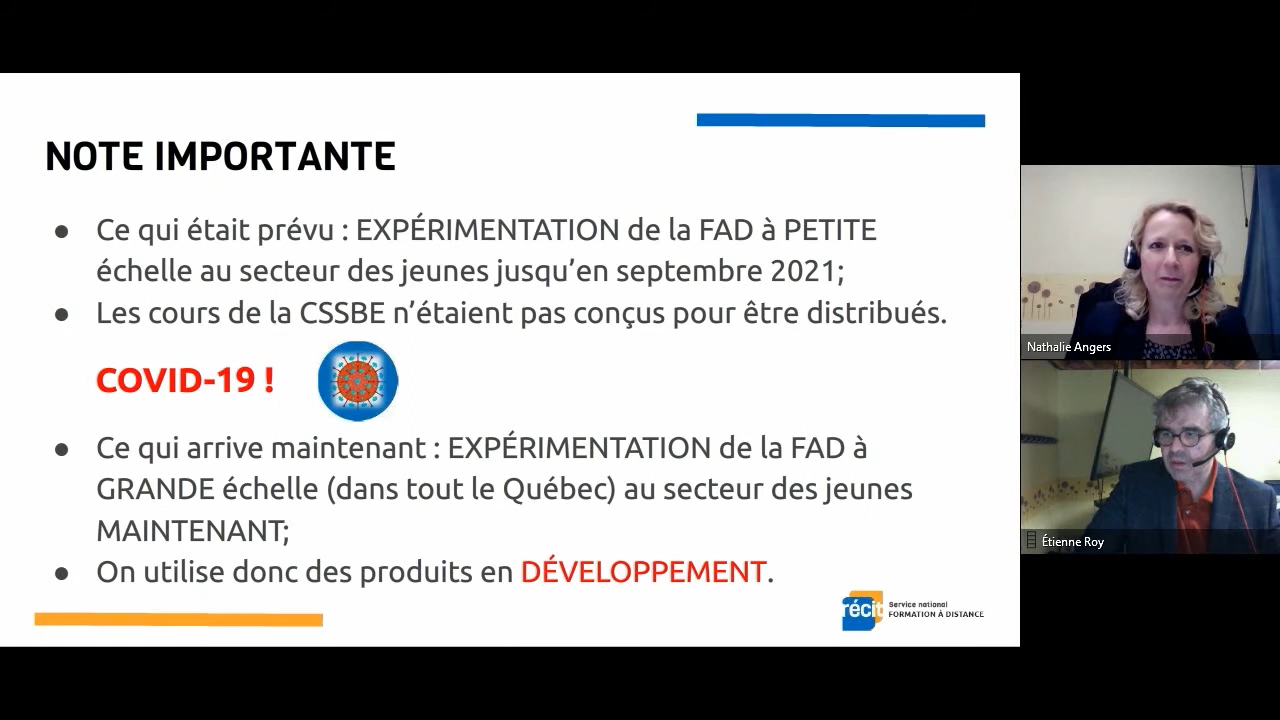 NOTE IMPORTANTE
● Ce qui était prévu : EXPÉRIMENTATION de la FAD à PETITE
échelle au secteur des jeunes jusqu’en septembre 2021;
● Les cours de la CSSBE n’étaient pas conçus pour être distribués.
COVID-19 !
● Ce qui arrive maintenant : EXPÉRIMENTATION de la FAD à
GRANDE échelle (dans tout le Québec) au secteur des jeunes
MAINTENANT;
● On utilise donc des produits en DÉVELOPPEMENT.
récit
Service national
FORMATION À DISTANCE
Nathalie Angers
Étienne Roy